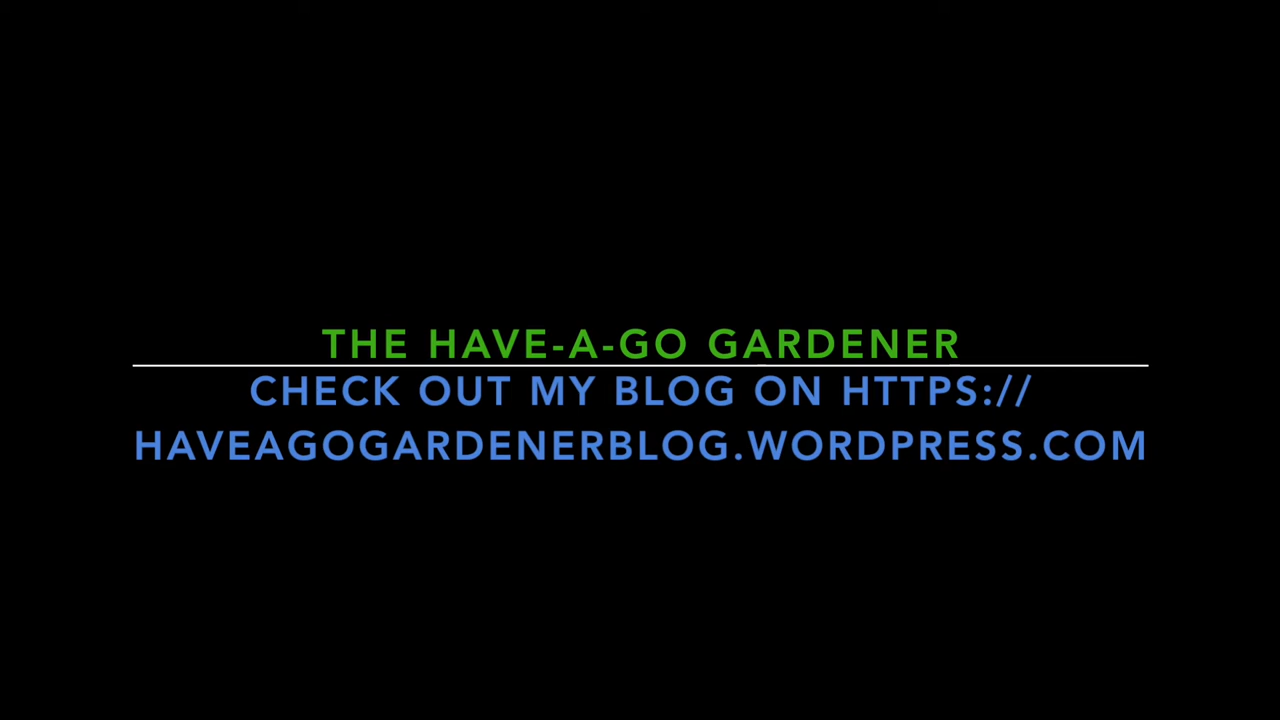 THE HAVE-A-GO GARDENER
CHECK OUT MY BLOG ON HTTPS://
HAVEAGOGARDENERBLOG.WORDPRESS.COM